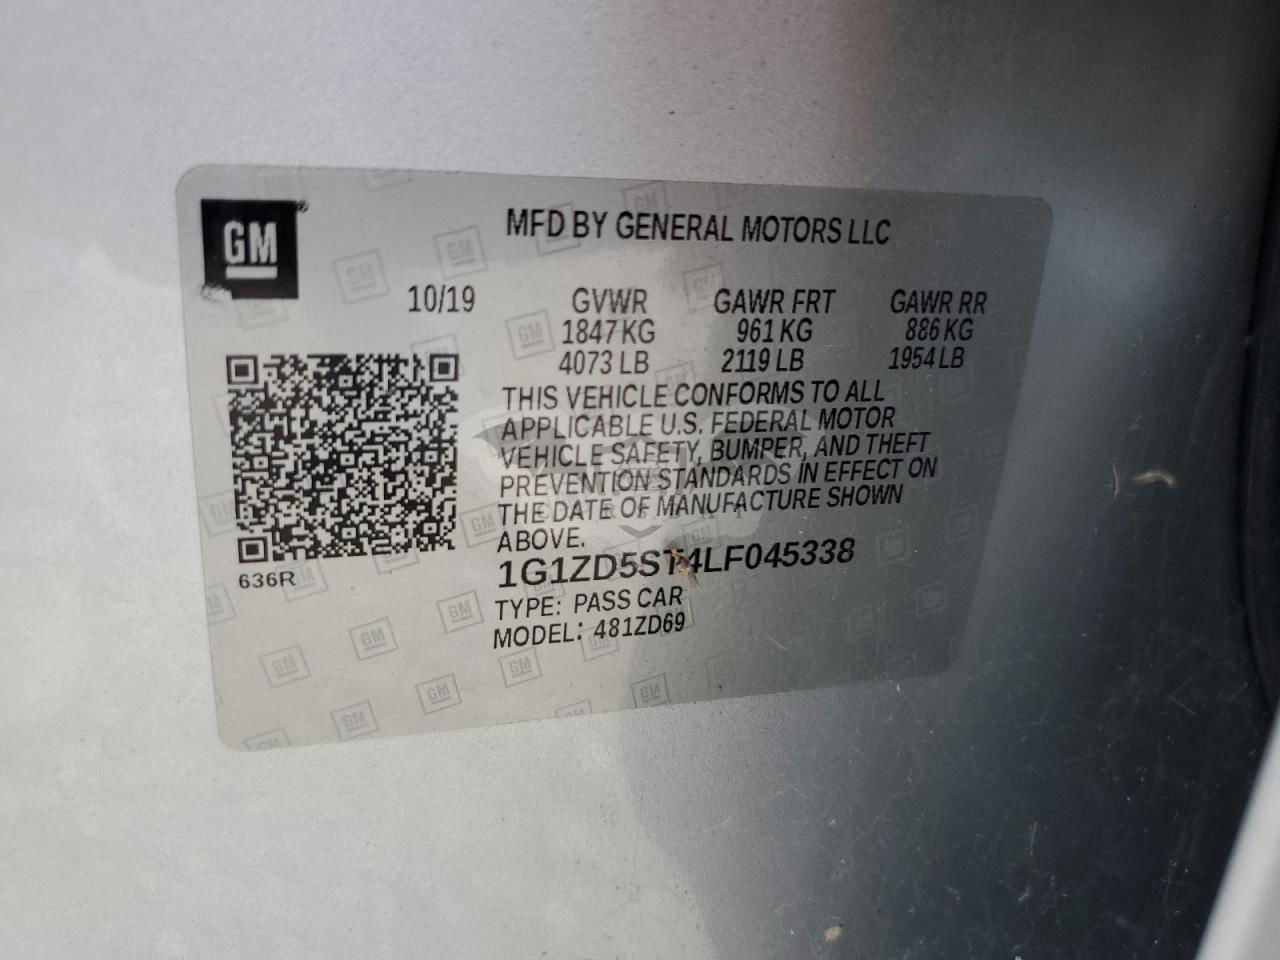 GM
MFD BY GENERAL MOTORS LLC
10/19 GVWR GAWR FRT GAWR RR
1847 KG 961 KG 886 KG
4073 LB 2119 LB 1954 LB
THIS VEHICLE CONFORMS TO ALL
APPLICABLE U.S. FEDERAL MOTOR
VEHICLE SAFETY, BUMPER, AND THEFT
PREVENTION STANDARDS IN EFFECT ON
THE DATE OF MANUFACTURE SHOWN
ABOVE.
1G1ZD5ST4LF045338
TYPE: PASS CAR
MODEL: 481ZD69
636R